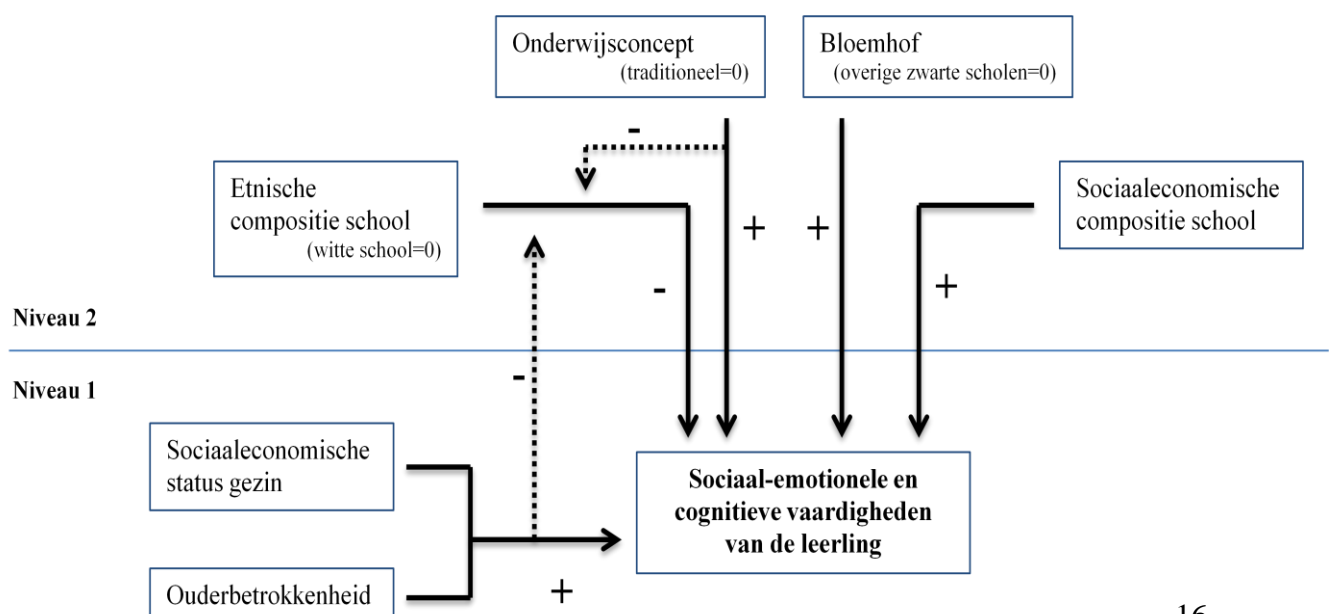 Onderwijsconcept
(traditioneel=0)
Bloemhof
(overige zwarte scholen=0)
-
Etnische
compositie school
(witte school=0)
Sociaaleconomische
compositie school
+
+
-
+
Niveau 2
Niveau 1
-
Sociaaleconomische
status gezin
Sociaal-emotionele en
cognitieve vaardigheden
van de leerling
Ouderbetrokkenheid
+
16